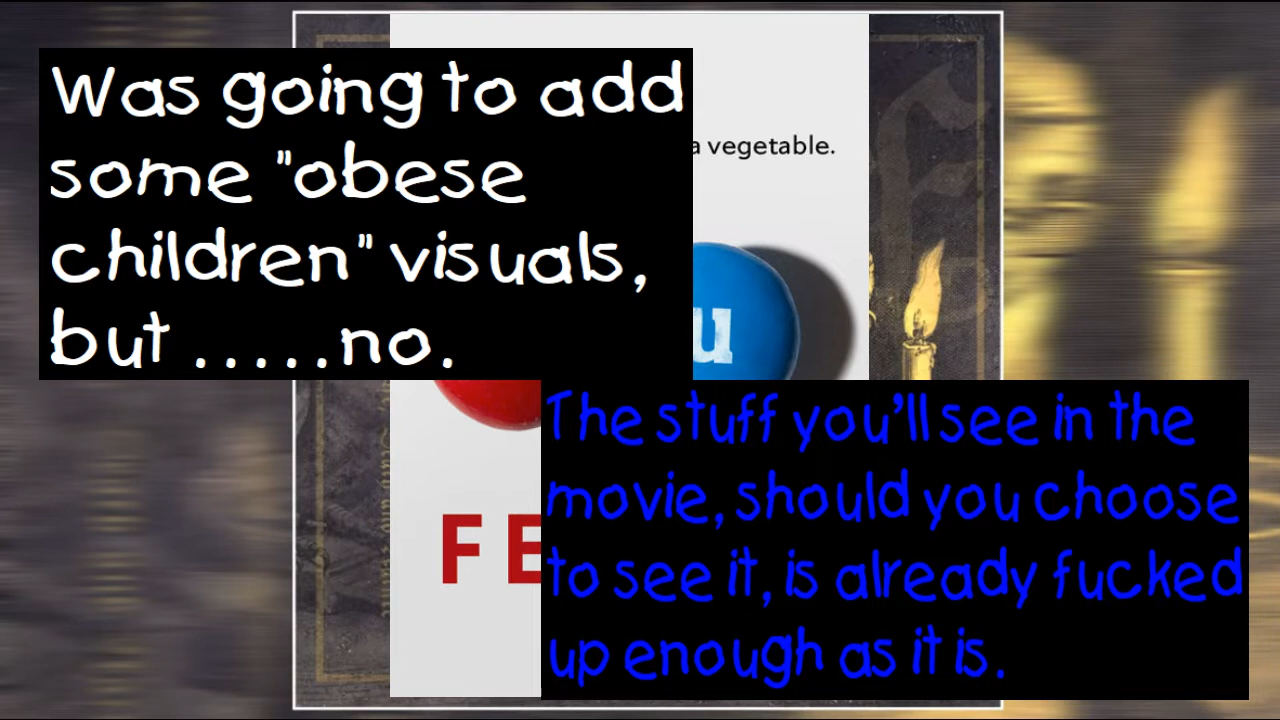 Was going to add
some "obese
children" visuals,
but .....no.
a vegetable.
u
FE
The stuff you'll see in the
movie, should you choose
to see it, is already fucked
up enough as it is.